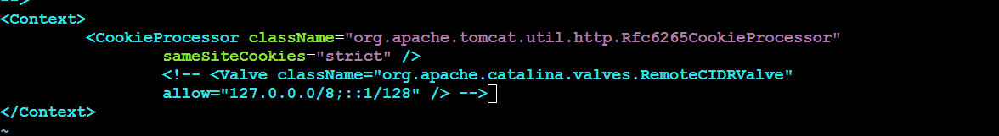 -->
<Context>
<CookieProcessor className="org.apache.tomcat.util.http.Rfc6265CookieProcessor"
sameSiteCookies="strict" />
<!-- <Valve className="org.apache.catalina.valves.RemoteCIDRValve"
allow="127.0.0.0/8;::1/128" /> -->
</Context>
~